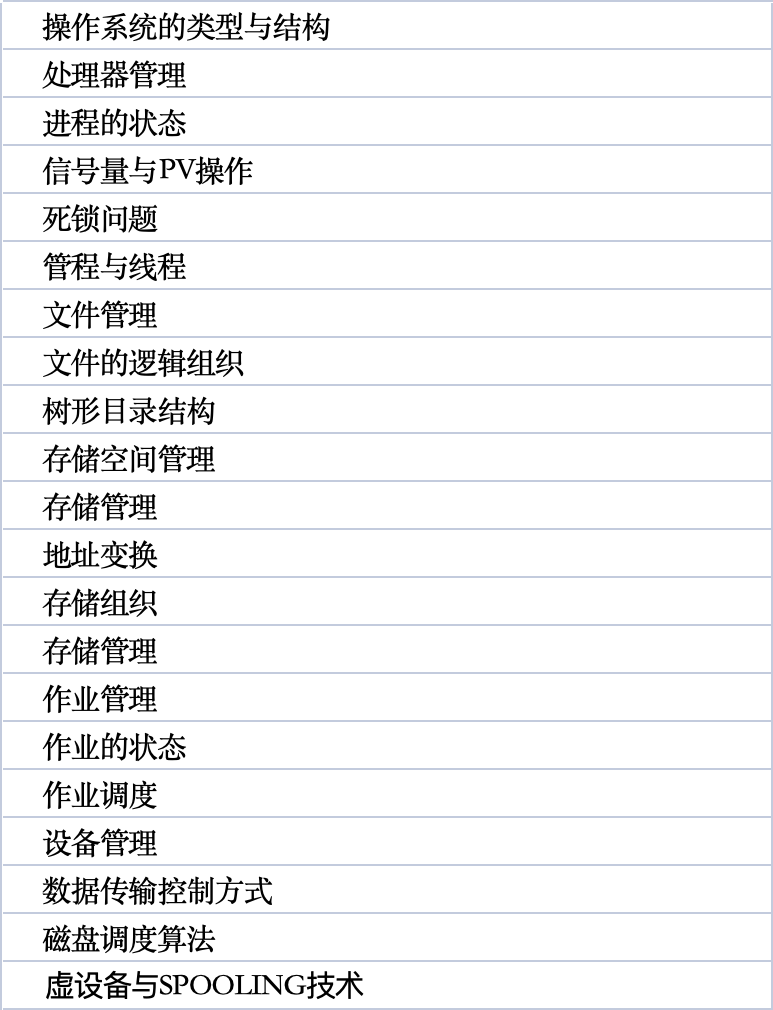 操作系统的类型与结构
处理器管理
进程的状态
信号量与PV操作
死锁问题
管程与线程
文件管理
文件的逻辑组织
树形目录结构
存储空间管理
存储管理
地址变换
存储组织
存储管理
作业管理
作业的状态
作业调度
设备管理
数据传输控制方式
磁盘调度算法
虚设备与SPOOLING技术